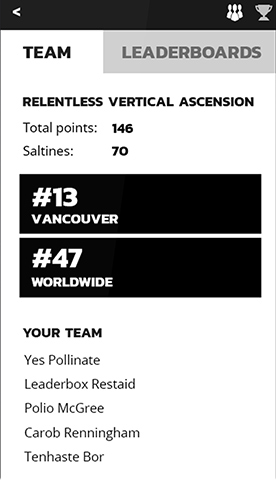 <
TEAM LEADERBOARDS
RELENTLESS VERTICAL ASCENSION
Total points: 146
Saltines: 70
#13
VANCOUVER
#47
WORLDWIDE
YOUR TEAM
Yes Pollinate
Leaderbox Restaid
Polio McGree
Carob Renningham
Tenhaste Bor